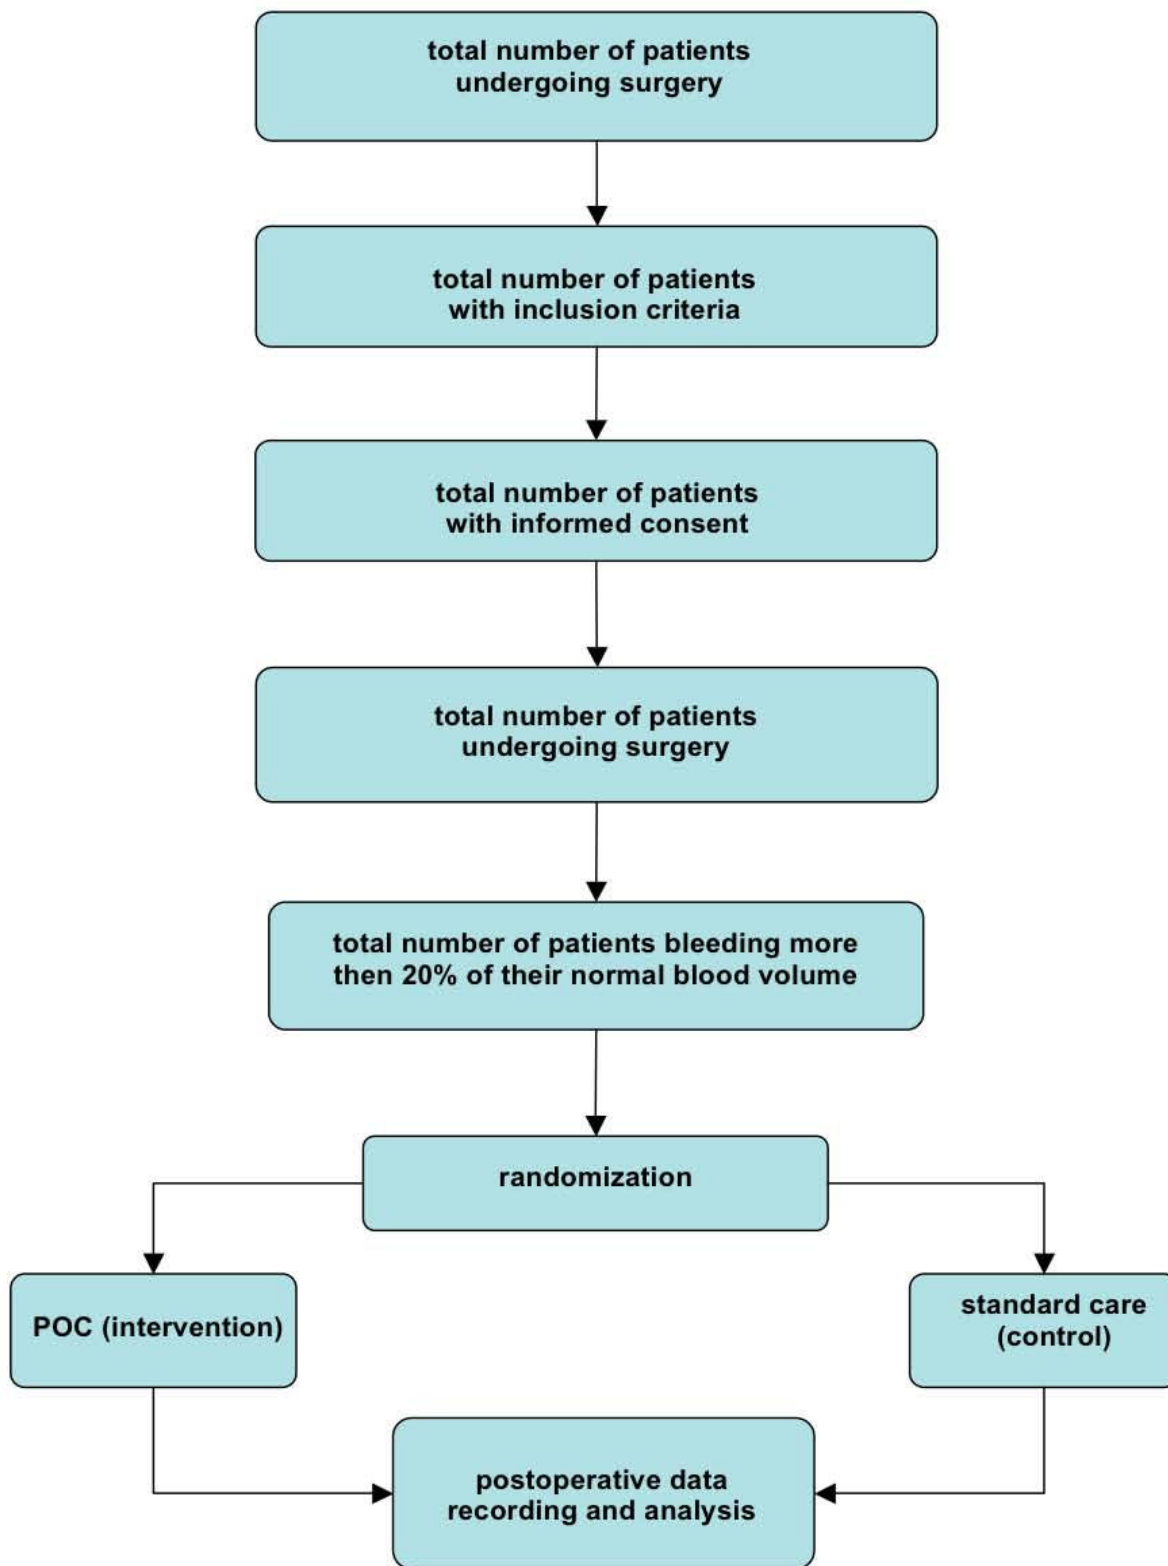 total number of patients
undergoing surgery
total number of patients
with inclusion criteria
total number of patients
with informed consent
total number of patients
undergoing surgery
total number of patients bleeding more
then 20% of their normal blood volume
randomization
POC (intervention)
standard care
(control)
postoperative data
recording and analysis